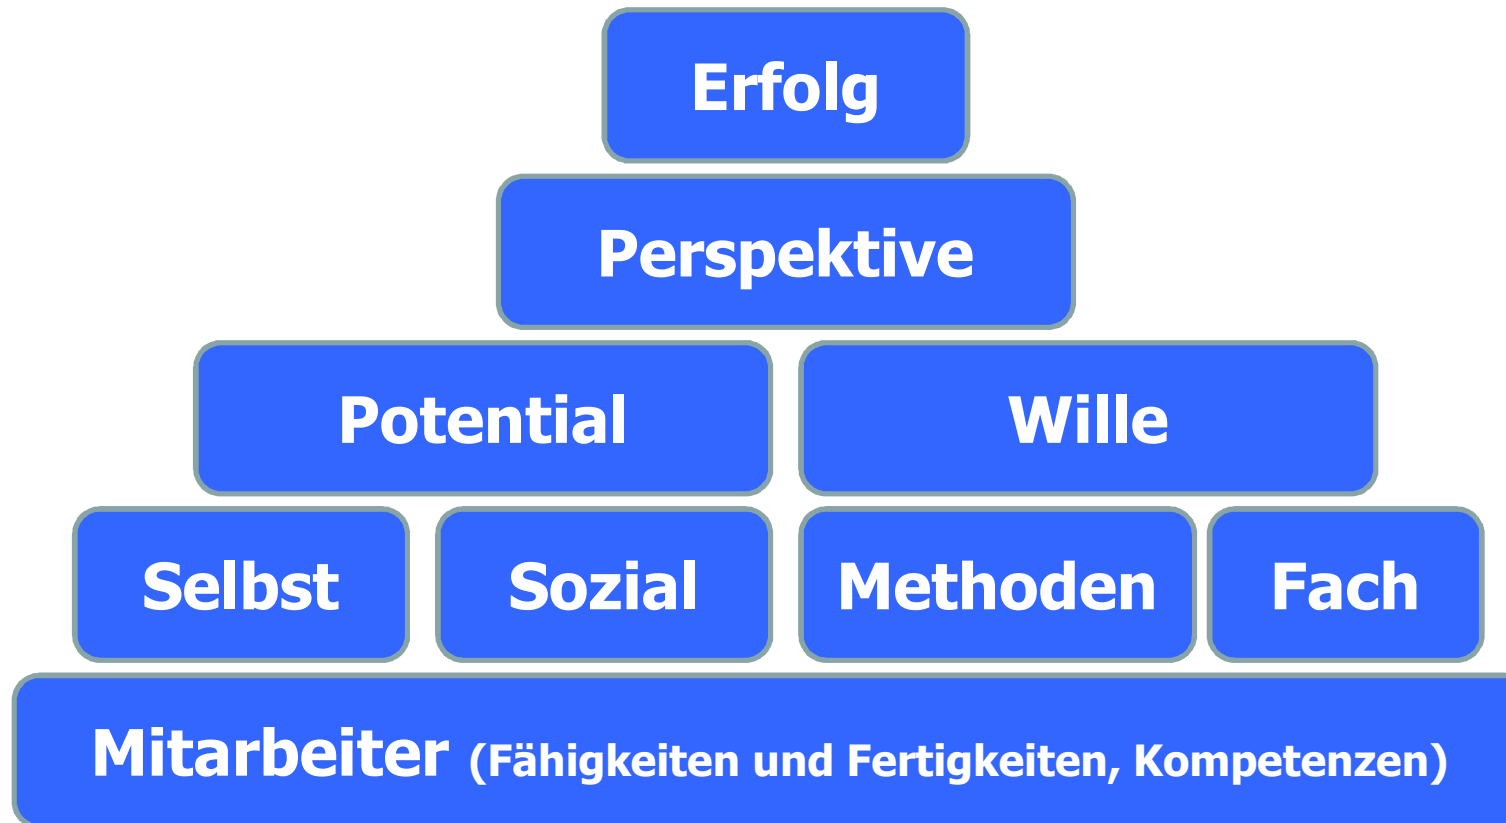 Erfolg
Perspektive
Potential Wille
Selbst Sozial Methoden Fach
Mitarbeiter (Fähigkeiten und Fertigkeiten, Kompetenzen)